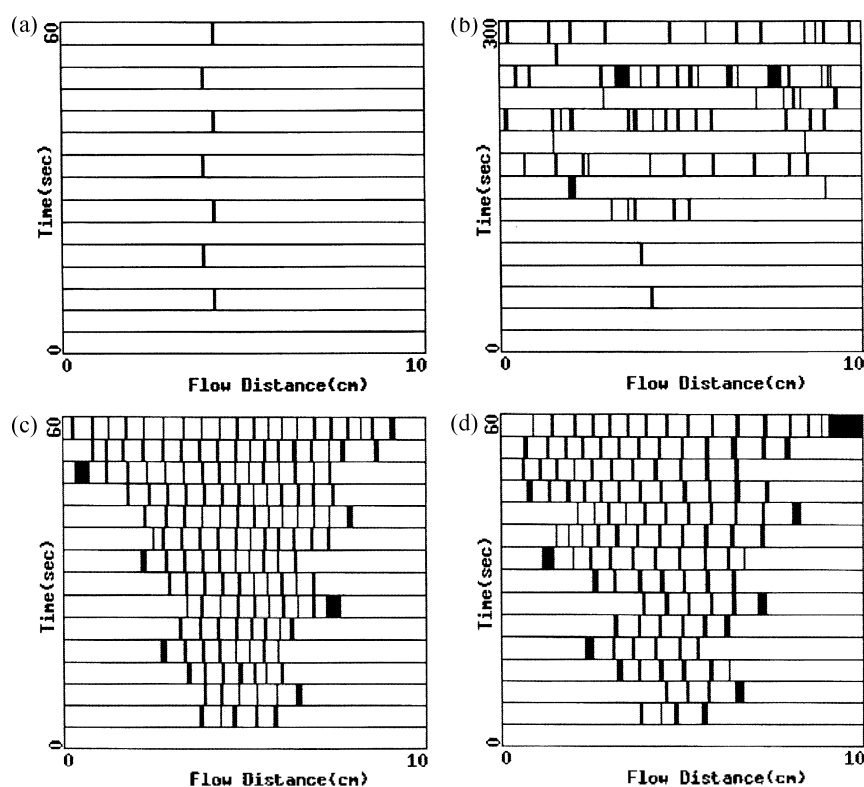 (a)
60
Time(sec)
0
0 10
Flow Distance(cm)
(b)
300
Time(sec)
0
0 10
Flow Distance(cm)
(c)
60
Time(sec)
0
0 10
Flow Distance(cm)
(d)
60
Time(sec)
0
0 10
Flow Distance(cm)